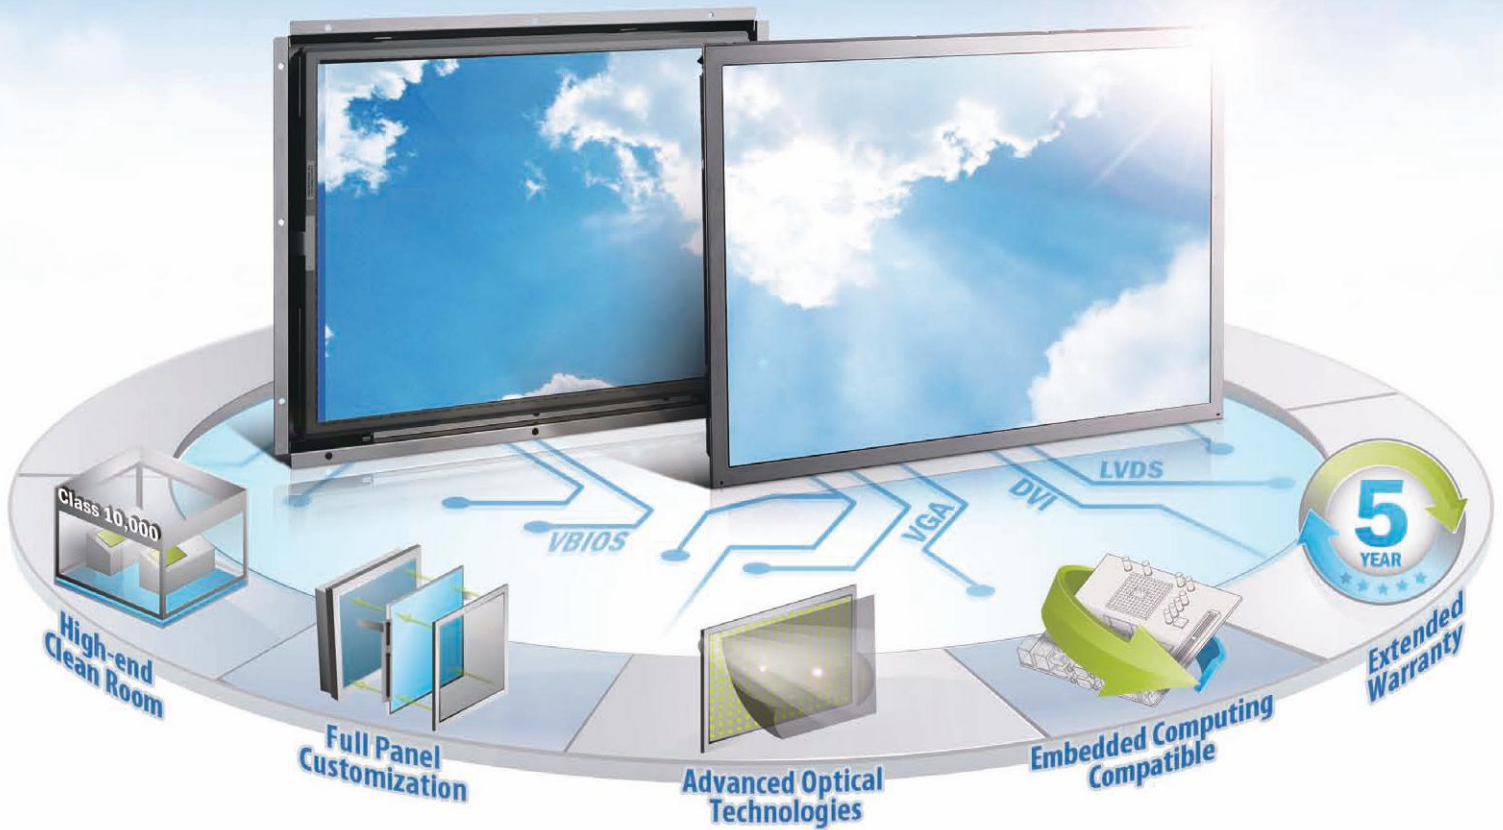 LVDS
DVI
VGA
VBIOS
Class 10,000
High-end
Clean Room
Full Panel
Customization
Advanced Optical
Technologies
Embedded Computing
Compatible
5
YEAR
Extended
Warranty